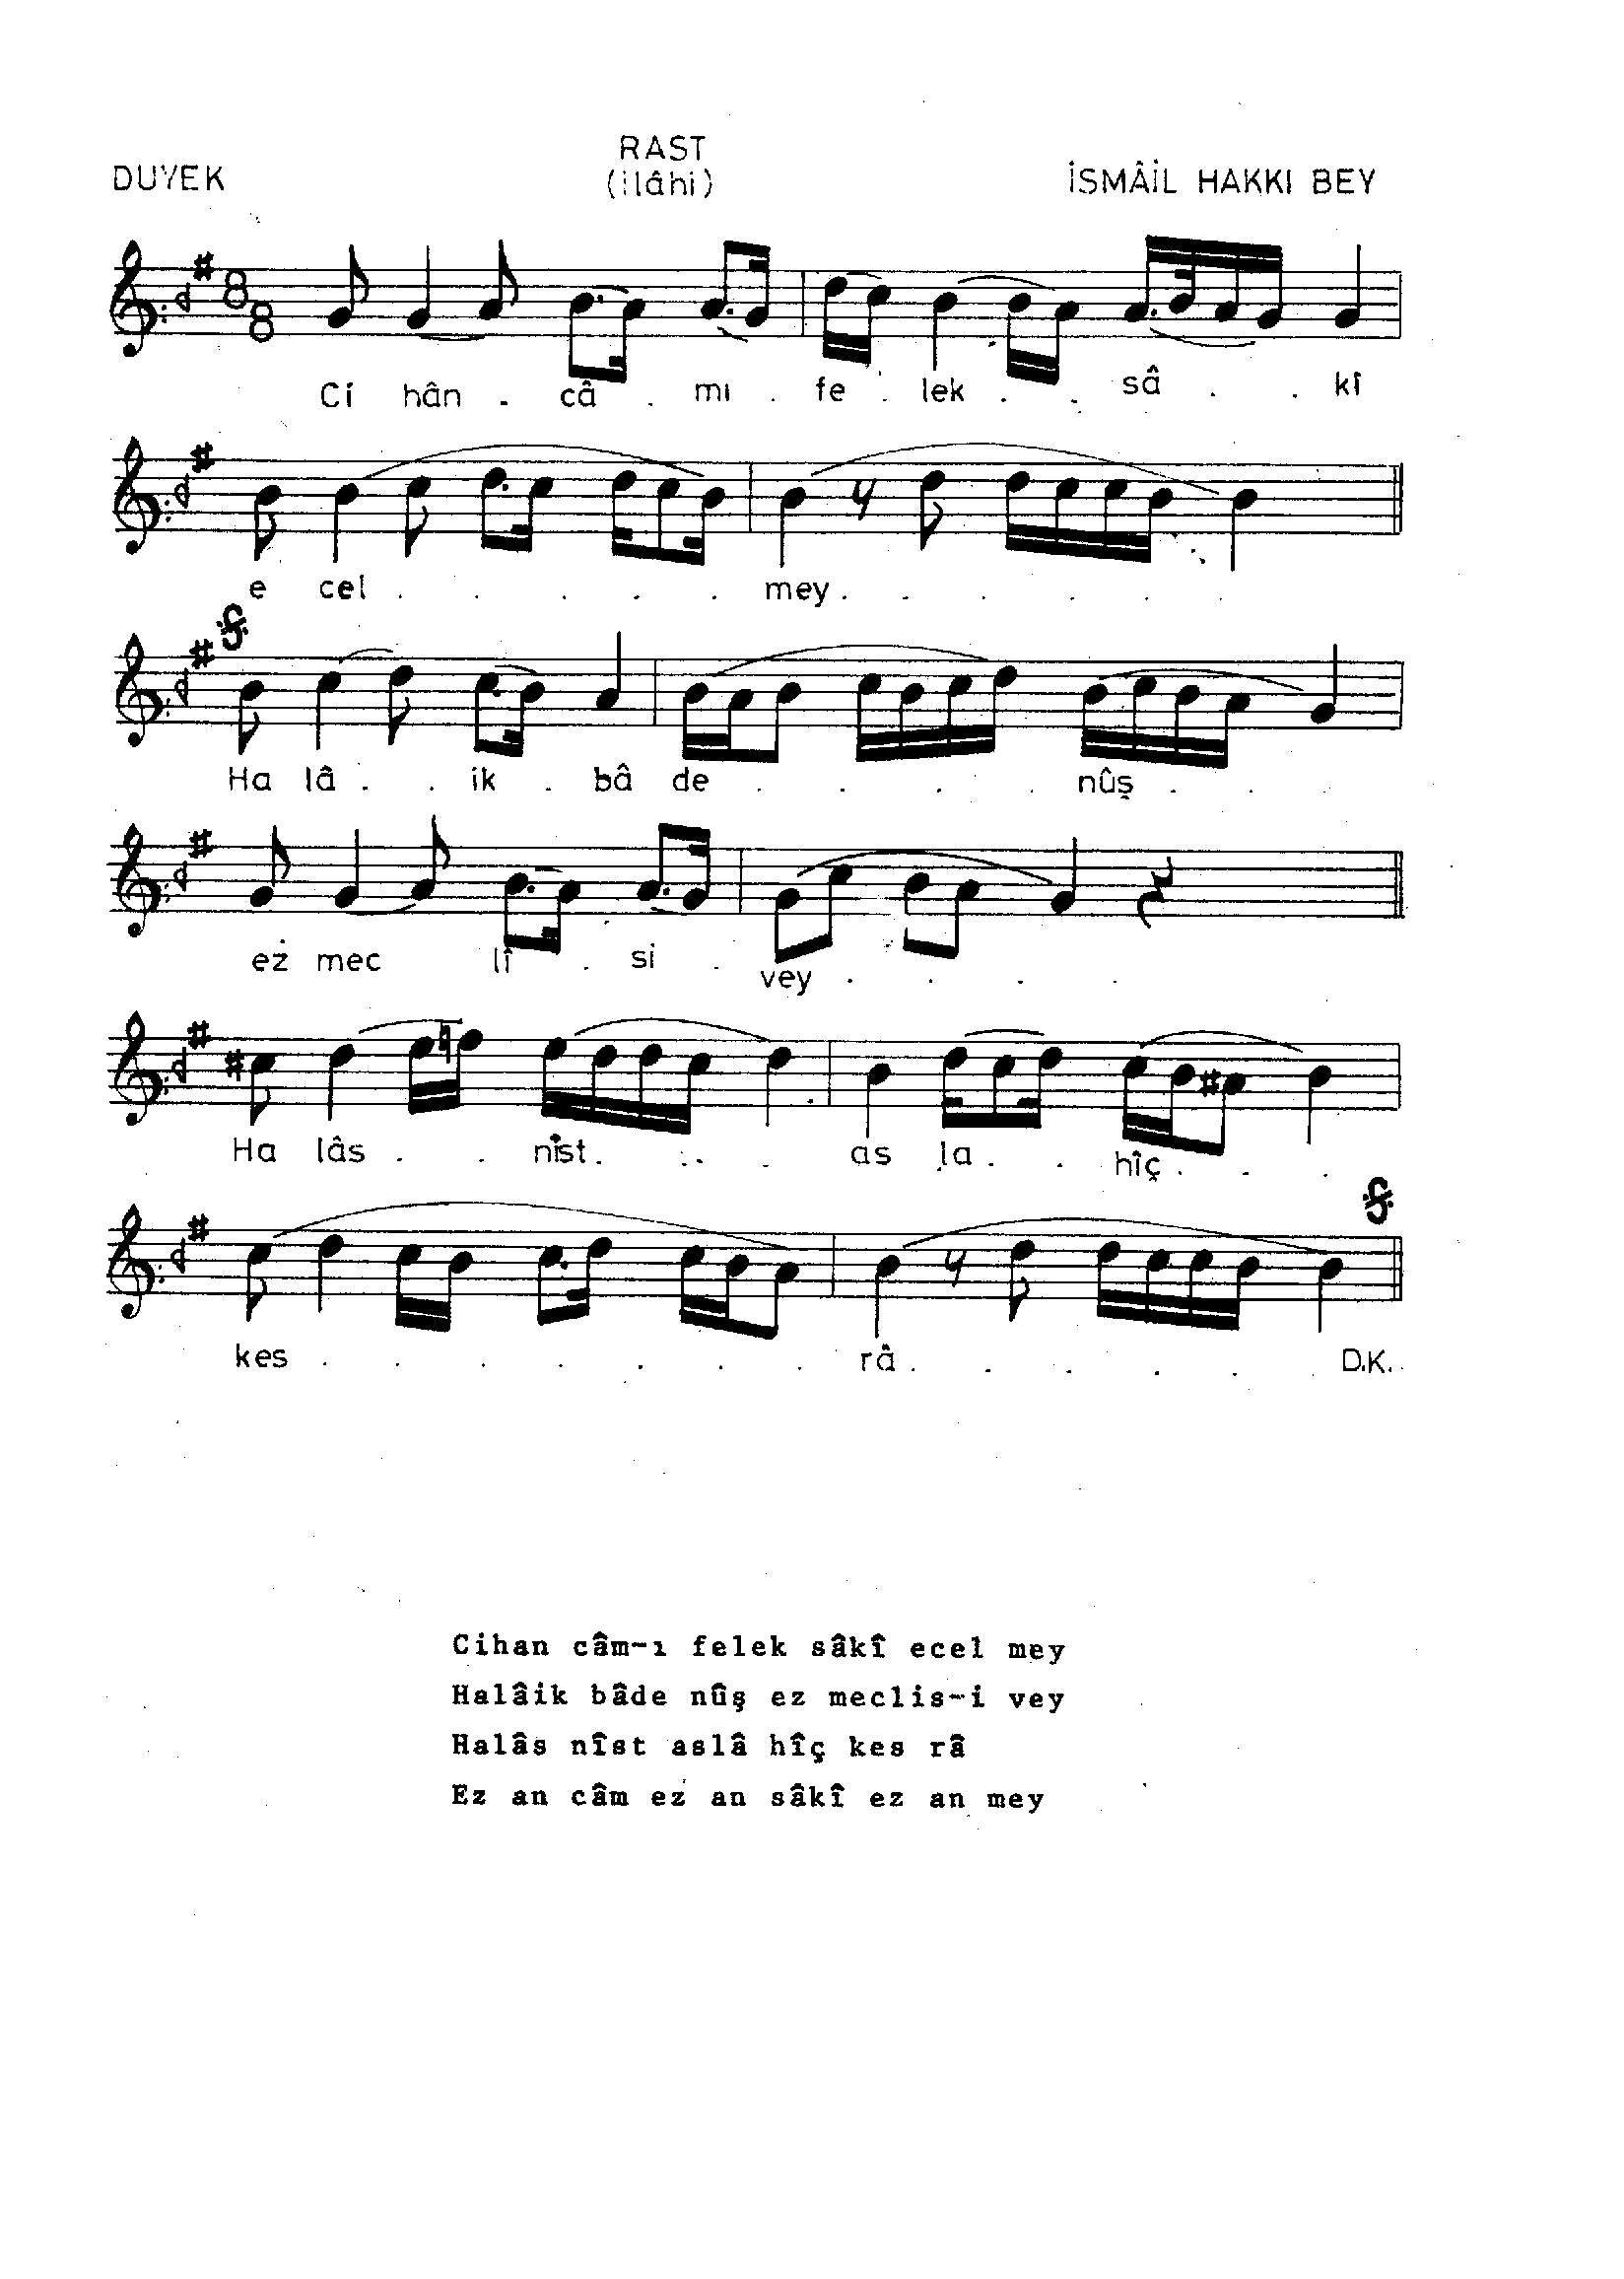 RAST
DUYEK (ilâhi) İSMÂİL HAKKI BEY
8
8
Ci hân . câ . mı . fe . lek . . sâ . . kî
e cel . . . . . mey . . . . . .
Ha lâ . . ik . bâ de . . . . nûş . . .
ez mec lî . si . vey . . . .
Ha lâs . . nîst . . . . as la . . hîç . . .
kes . . . . . . . râ . . . . . . D.K.
Cihan câm-ı felek sâkî ecel mey
Halâik bâde nûş ez meclis-i vey
Halâs nîst aslâ hîç kes râ
Ez an câm ez an sâkî ez an mey